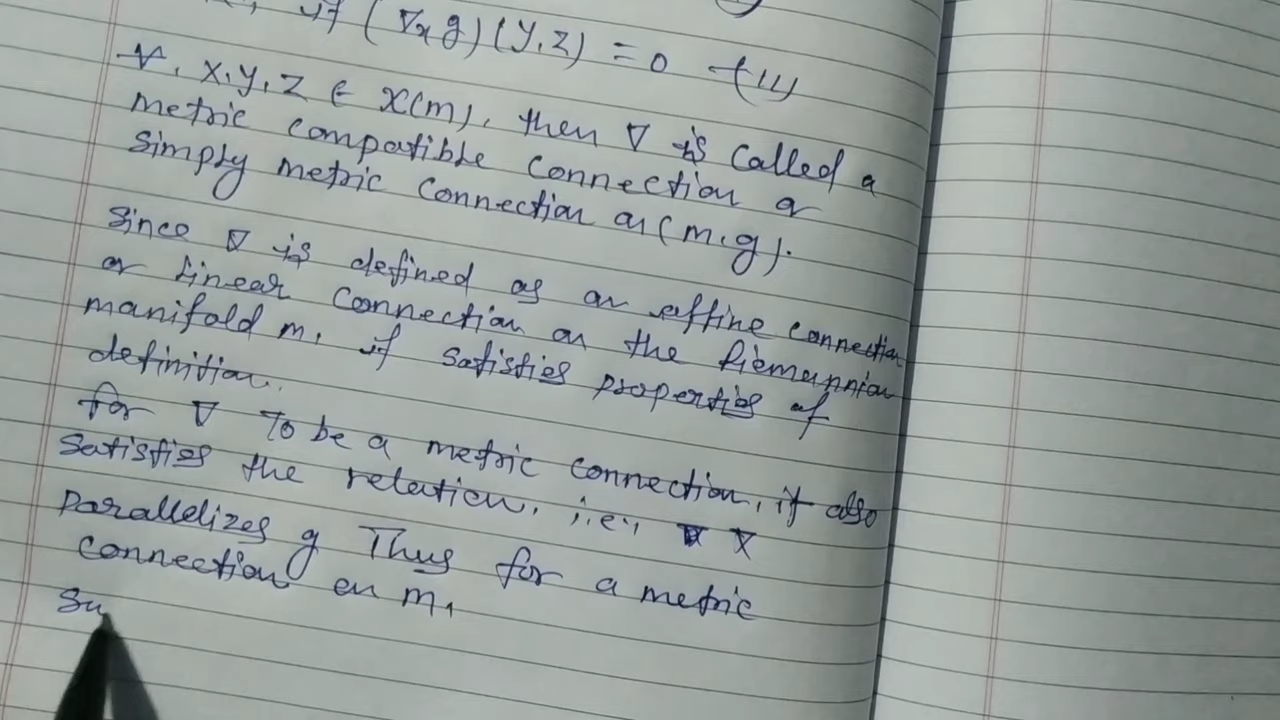 if (∇x g) (Y, Z) = 0 —(11)
∀, X, Y, Z ∈ X(M), then ∇ is called a
metric compatible connection or
simply metric connection on (M, g).
Since ∇ is defined as an affine connection
or linear connection on the Riemannian
manifold M, it satisfies properties of
definition.
for ∇ To be a metric connection, it also
satisfies the relation, i.e., ∇
parallelizes g Thus for a metric
connection on M,
Su